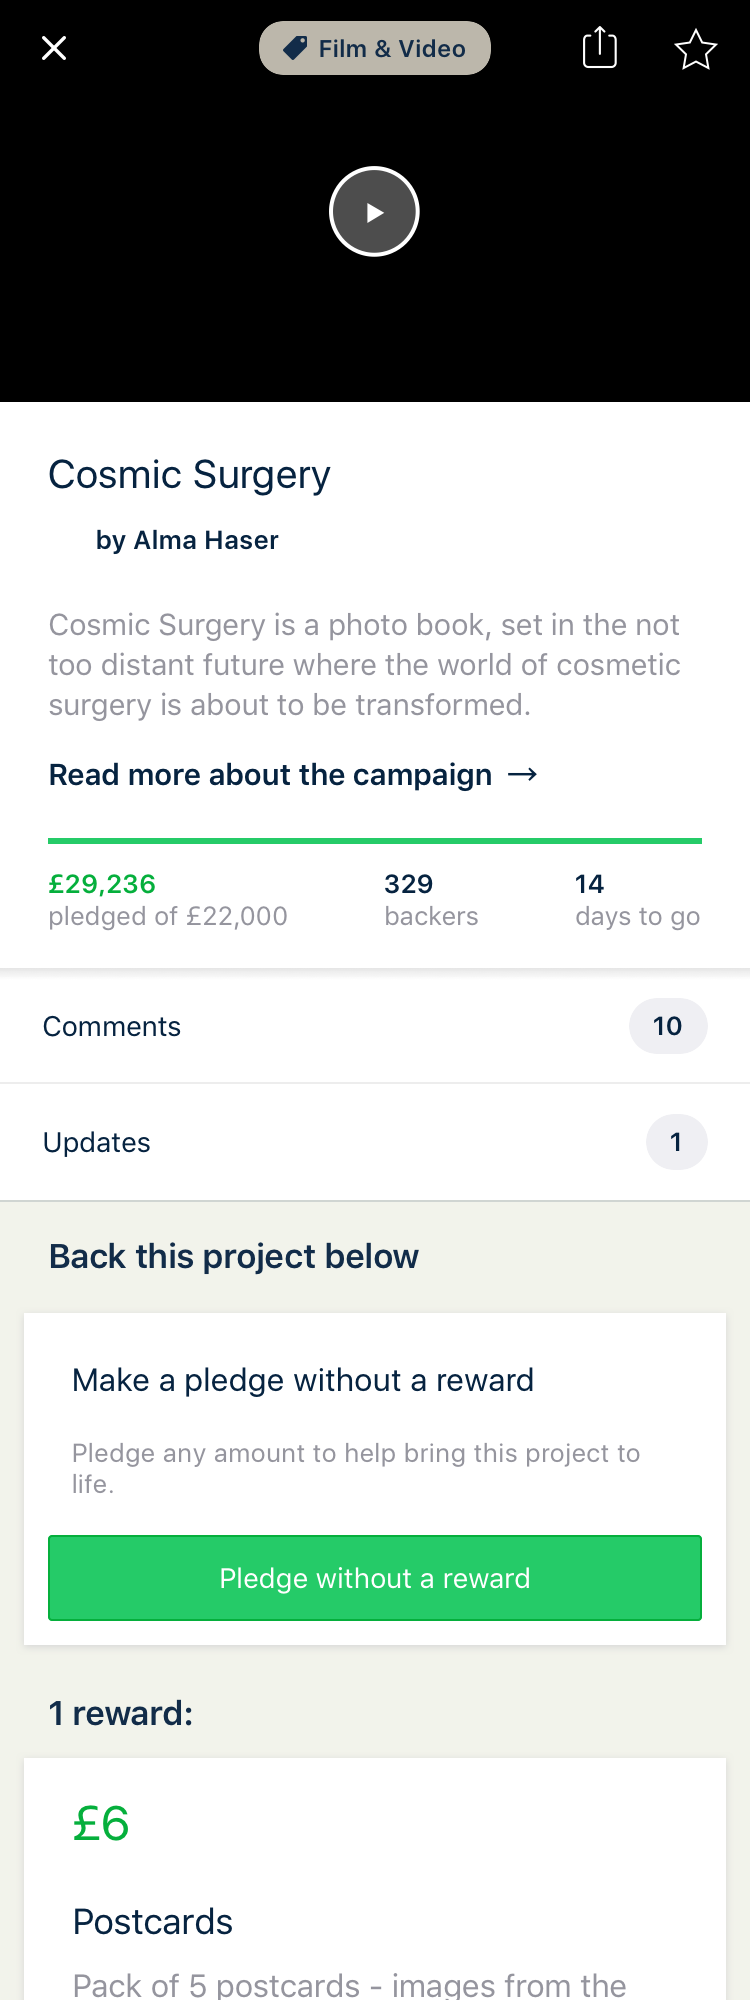 Film & Video
Cosmic Surgery
by Alma Haser
Cosmic Surgery is a photo book, set in the not
too distant future where the world of cosmetic
surgery is about to be transformed.
Read more about the campaign →
£29,236
pledged of £22,000
329
backers
14
days to go
Comments
10
Updates
1
Back this project below
Make a pledge without a reward
Pledge any amount to help bring this project to
life.
Pledge without a reward
1 reward:
£6
Postcards
Pack of 5 postcards - images from the